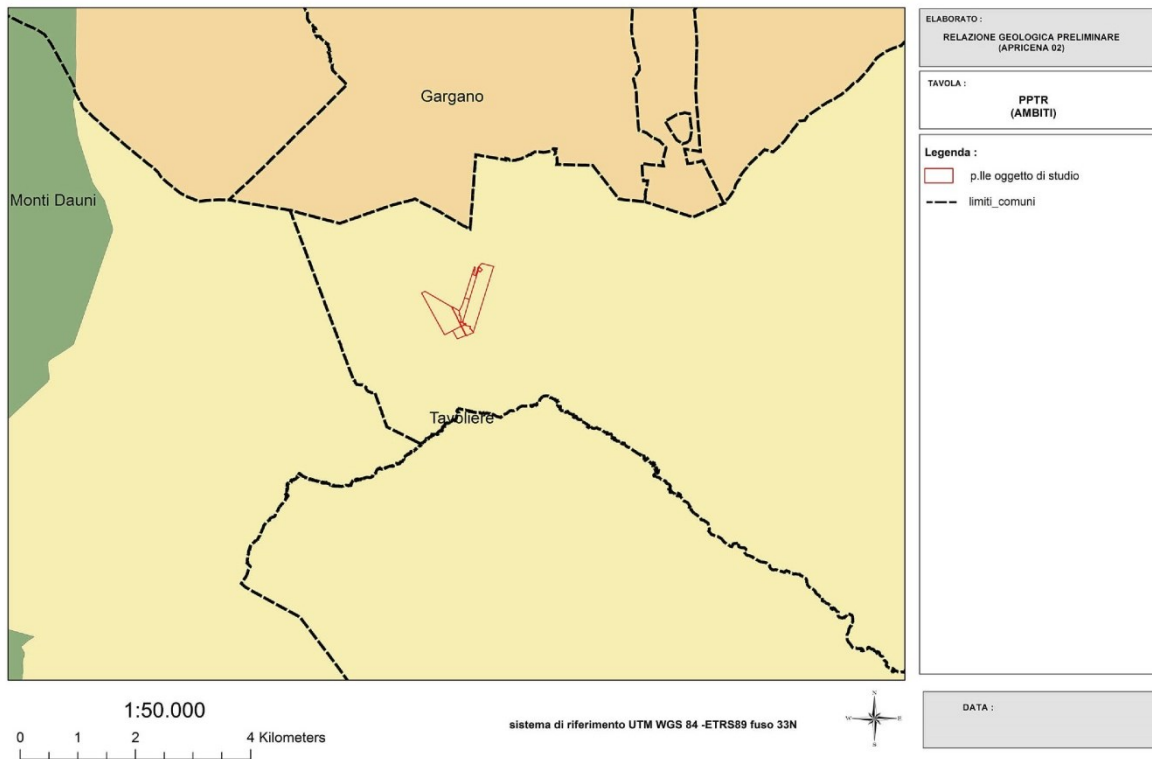 Gargano
Monti Dauni
Tavoliere
1:50.000
0 1 2 4 Kilometers
sistema di riferimento UTM WGS 84 -ETRS89 fuso 33N
N
W E
S
ELABORATO :
RELAZIONE GEOLOGICA PRELIMINARE
(APRICENA 02)
TAVOLA :
PPTR
(AMBITI)
Legenda :
p.lle oggetto di studio
limiti_comuni
DATA :